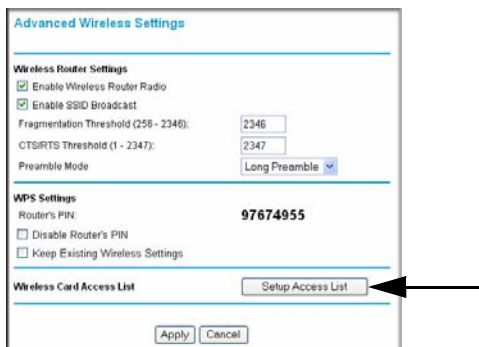 Advanced Wireless Settings
Wireless Router Settings
Enable Wireless Router Radio
Enable SSID Broadcast
Fragmentation Threshold (256 - 2346): 2346
CTS/RTS Threshold (1 - 2347): 2347
Preamble Mode Long Preamble
WPS Settings
Router's PIN: 97674955
Disable Router's PIN
Keep Existing Wireless Settings
Wireless Card Access List Setup Access List
Apply Cancel